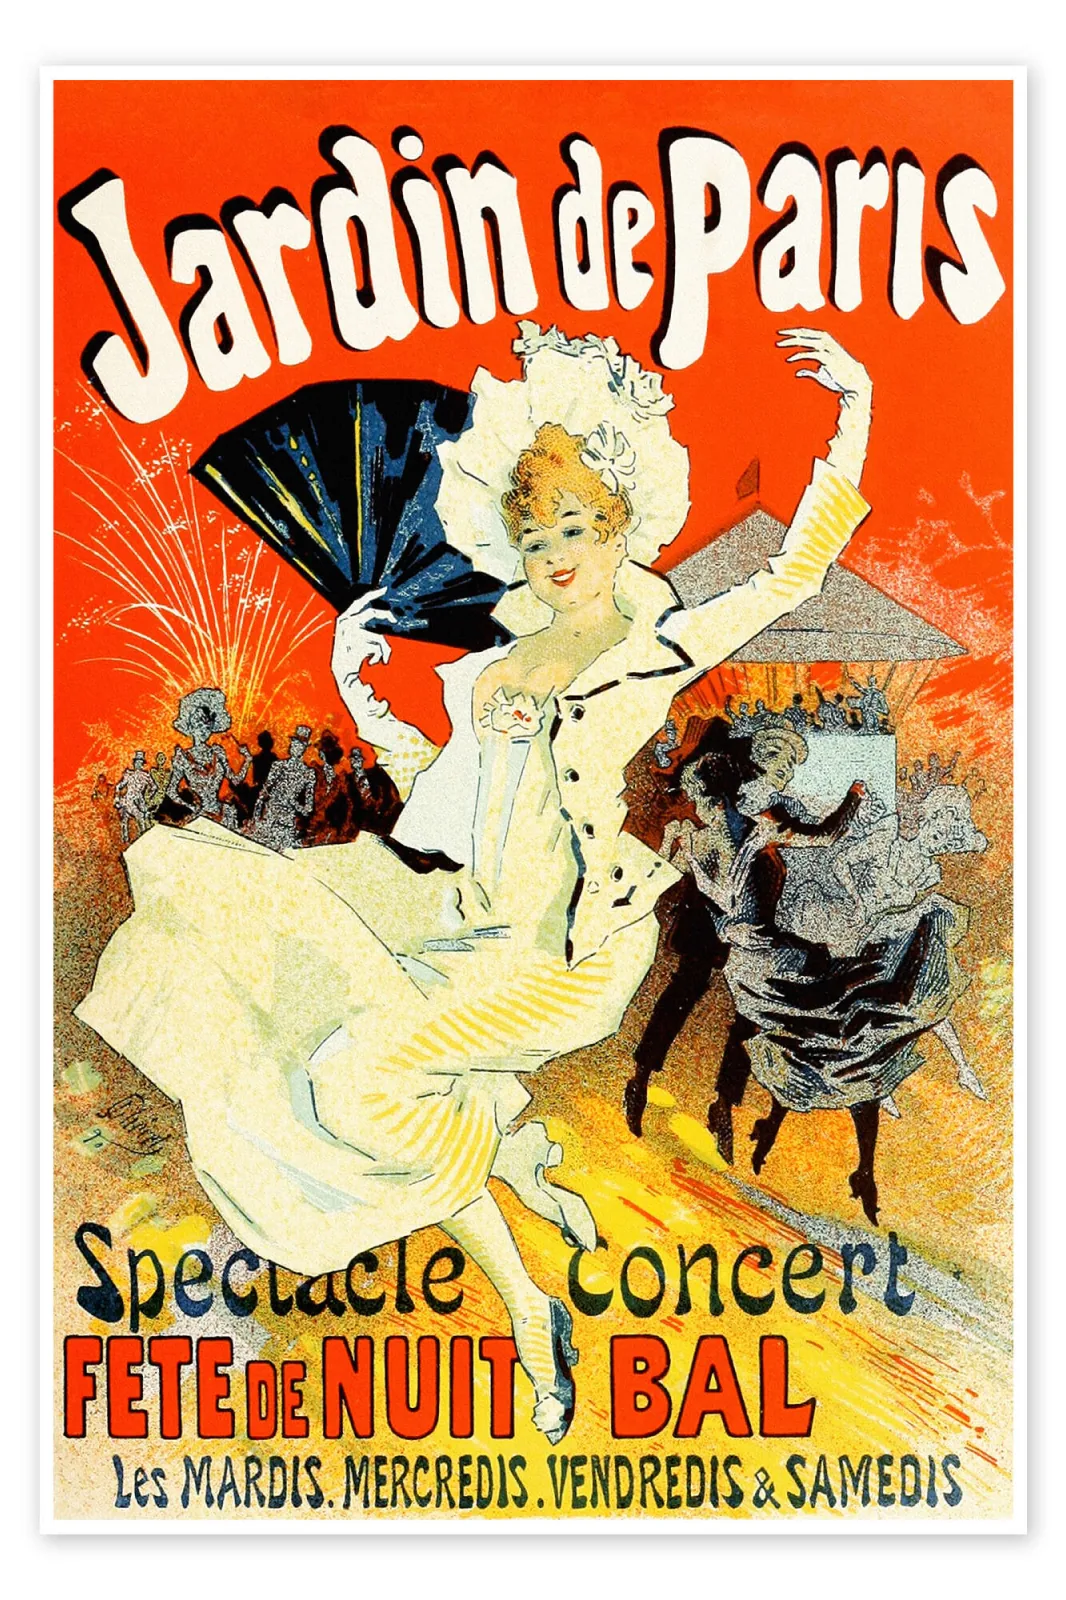 Jardin de Paris
Spectacle Concert
FETE DE NUIT BAL
Les MARDIS. MERCREDIS. VENDREDIS & SAMEDIS